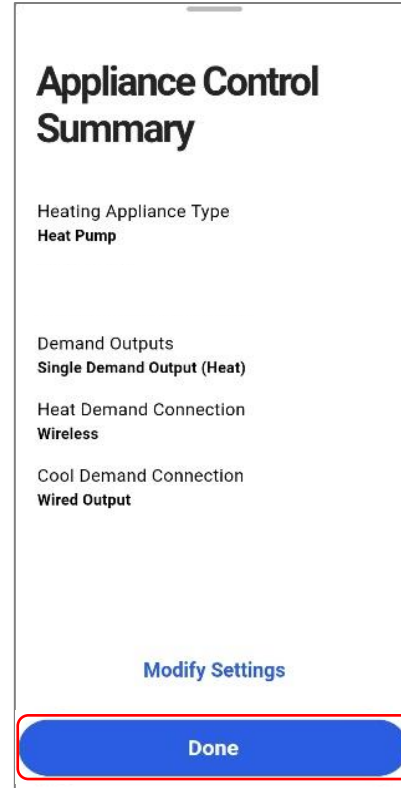 Appliance Control
Summary
Heating Appliance Type
Heat Pump
Demand Outputs
Single Demand Output (Heat)
Heat Demand Connection
Wireless
Cool Demand Connection
Wired Output
Modify Settings
Done